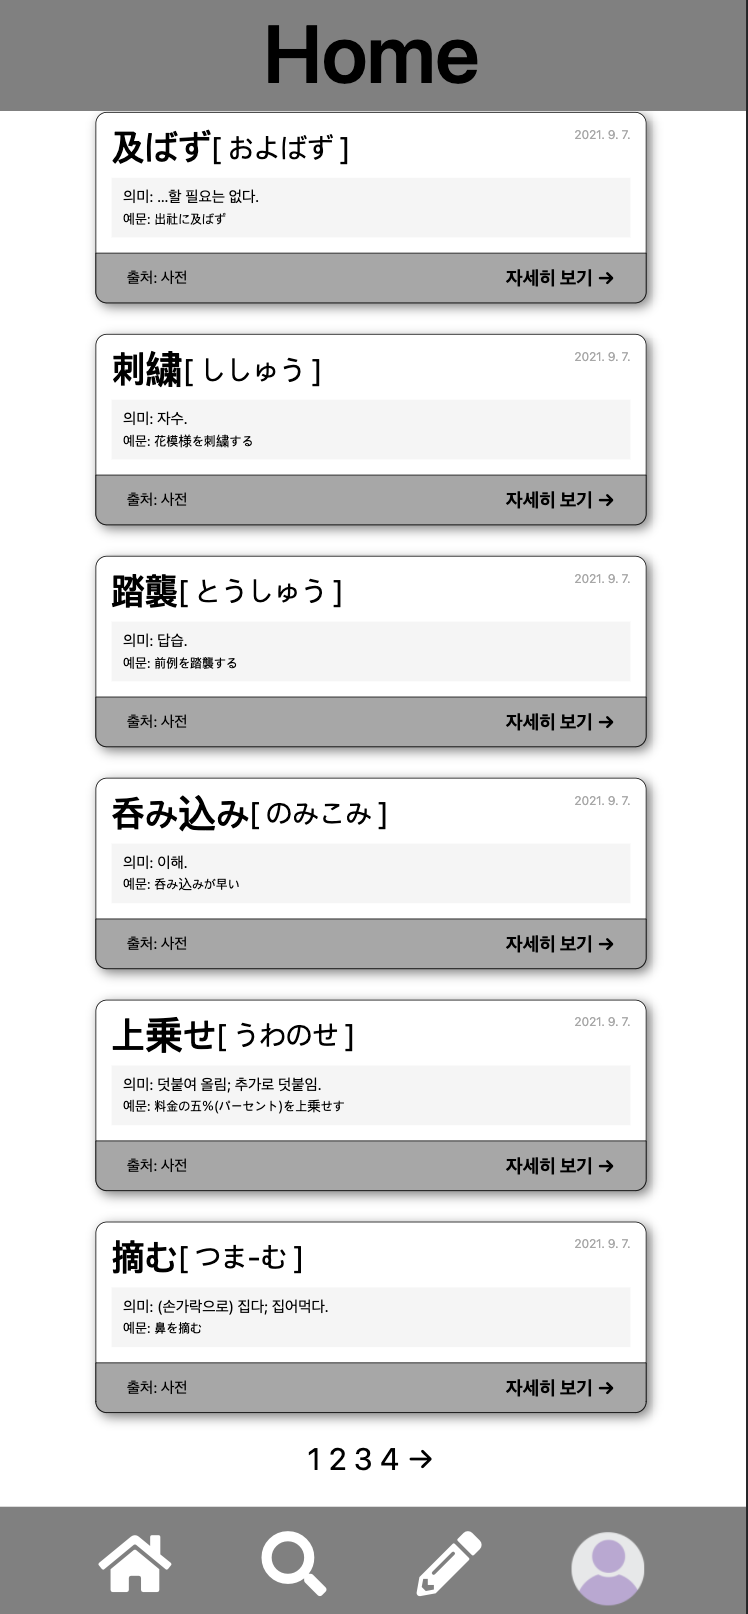 Home
及ばず[ およばず ]
2021. 9. 7.
의미: ...할 필요는 없다.
예문: 出社に及ばず
출처: 사전
자세히 보기 →
刺繍[ ししゅう ]
2021. 9. 7.
의미: 자수.
예문: 花模様を刺繡する
출처: 사전
자세히 보기 →
踏襲[ とうしゅう ]
2021. 9. 7.
의미: 답습.
예문: 前例を踏襲する
출처: 사전
자세히 보기 →
呑み込み[ のみこみ ]
2021. 9. 7.
의미: 이해.
예문: 呑み込みが早い
출처: 사전
자세히 보기 →
上乗せ[ うわのせ ]
2021. 9. 7.
의미: 덧붙여 올림; 추가로 덧붙임.
예문: 料金の五%(パーセント)を上乗せす
출처: 사전
자세히 보기 →
摘む[ つま-む ]
2021. 9. 7.
의미: (손가락으로) 집다; 집어먹다.
예문: 鼻を摘む
출처: 사전
자세히 보기 →
1 2 3 4 →